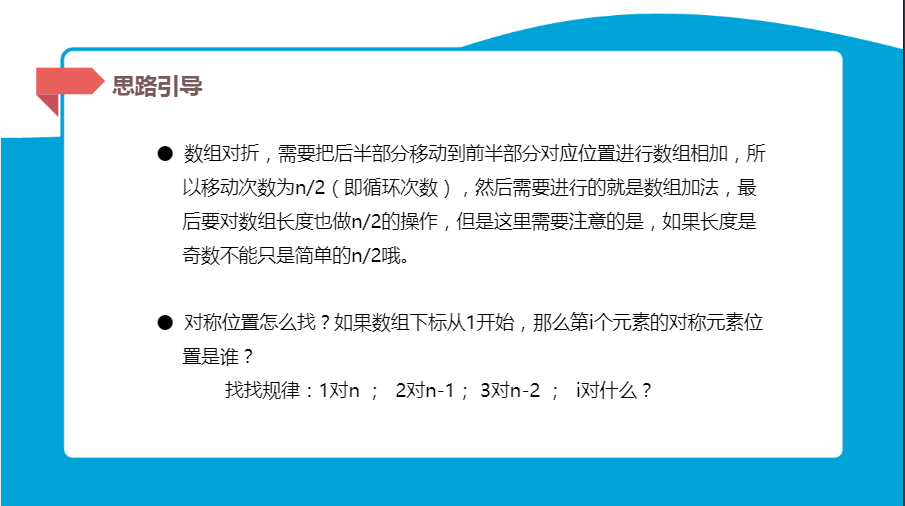 思路引导
● 数组对折，需要把后半部分移动到前半部分对应位置进行数组相加，所
以移动次数为n/2（即循环次数），然后需要进行的就是数组加法，最
后要对数组长度也做n/2的操作，但是这里需要注意的是，如果长度是
奇数不能只是简单的n/2哦。
● 对称位置怎么找？如果数组下标从1开始，那么第i个元素的对称元素位
置是谁？
找找规律：1对n ； 2对n-1； 3对n-2 ； i对什么？